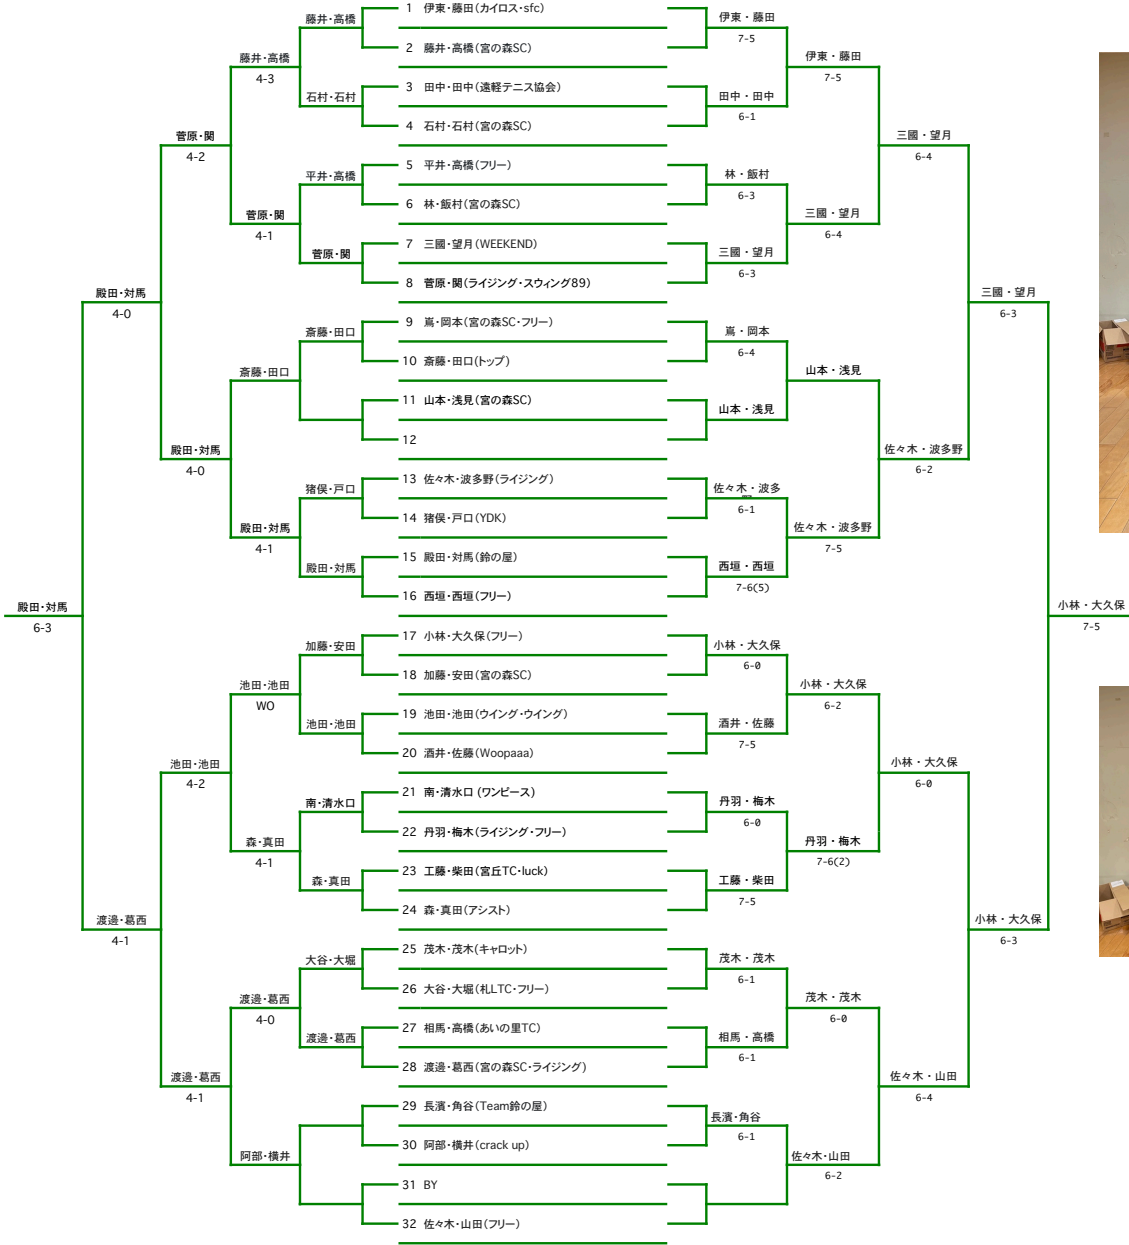 1 伊東・藤田(カイロス・sfc)
藤井・高橋
伊東・藤田
7-5
2 藤井・高橋(宮の森SC)
藤井・高橋
4-3
伊東・藤田
7-5
3 田中・田中(遠軽テニス協会)
石村・石村
田中・田中
6-1
4 石村・石村(宮の森SC)
菅原・関
4-2
三國・望月
6-4
5 平井・高橋(フリー)
平井・高橋
林・飯村
6-3
6 林・飯村(宮の森SC)
菅原・関
4-1
三國・望月
6-4
7 三國・望月(WEEKEND)
菅原・関
三國・望月
6-3
8 菅原・関(ライジング・スウィング89)
殿田・対馬
4-0
三國・望月
6-3
9 嶌・岡本(宮の森SC・フリー)
斎藤・田口
嶌・岡本
6-4
10 斎藤・田口(トップ)
斎藤・田口
山本・浅見
11 山本・浅見(宮の森SC)
山本・浅見
12
殿田・対馬
4-0
佐々木・波多野
6-2
13 佐々木・波多野(ライジング)
猪俣・戸口
佐々木・波多
6-1
14 猪俣・戸口(YDK)
殿田・対馬
4-1
佐々木・波多野
7-5
15 殿田・対馬(鈴の屋)
殿田・対馬
西垣・西垣
7-6(5)
16 西垣・西垣(フリー)
殿田・対馬
6-3
小林・大久保
7-5
17 小林・大久保(フリー)
加藤・安田
小林・大久保
6-0
18 加藤・安田(宮の森SC)
池田・池田
WO
小林・大久保
6-2
19 池田・池田(ウイング・ウイング)
池田・池田
酒井・佐藤
7-5
20 酒井・佐藤(Woopaaa)
池田・池田
4-2
小林・大久保
6-0
21 南・清水口 (ワンピース)
南・清水口
丹羽・梅木
6-0
22 丹羽・梅木(ライジング・フリー)
森・真田
4-1
丹羽・梅木
7-6(2)
23 工藤・柴田(宮丘TC・luck)
森・真田
工藤・柴田
7-5
24 森・真田(アシスト)
渡邉・葛西
4-1
小林・大久保
6-3
25 茂木・茂木(キャロット)
大谷・大堀
茂木・茂木
6-1
26 大谷・大堀(札LTC・フリー)
渡邉・葛西
4-0
茂木・茂木
6-0
27 相馬・高橋(あいの里TC)
渡邉・葛西
相馬・高橋
6-1
28 渡邉・葛西(宮の森SC・ライジング)
渡邉・葛西
4-1
佐々木・山田
6-4
29 長濱・角谷(Team鈴の屋)
長濱・角谷
6-1
30 阿部・横井(crack up)
阿部・横井
佐々木・山田
6-2
31 BY
32 佐々木・山田(フリー)